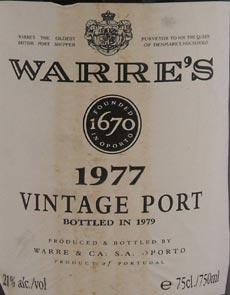 WARRE'S THE OLDEST
BRITISH PORT SHIPPER
PURVEYOR TO HM THE QUEEN
OF DENMARK'S HOUSEHOLD
WARRE'S
FOUNDED
1670
IN OPORTO
1977
VINTAGE PORT
BOTTLED IN 1979
PRODUCED & BOTTLED BY
WARRE & CA. S.A. OPORTO
PRODUCT OF PORTUGAL
21% alc./vol
e 75cl./750ml